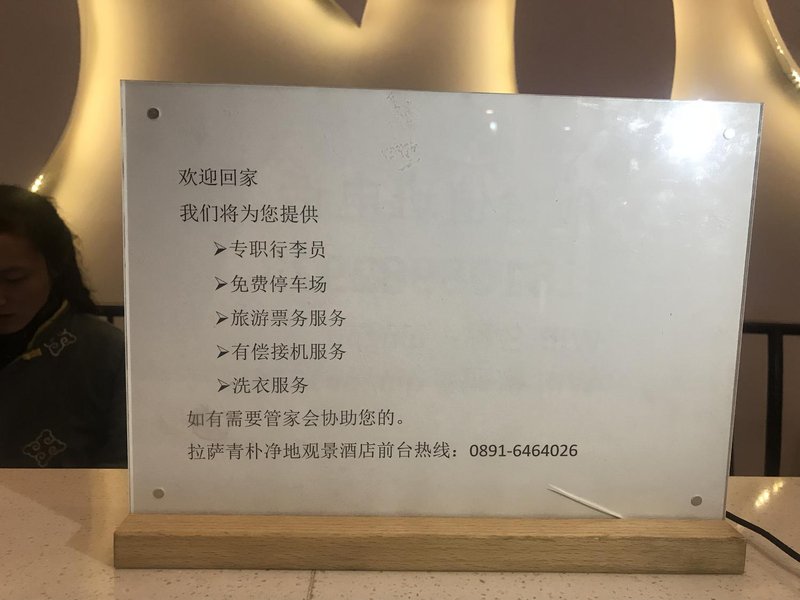 欢迎回家
我们将为您提供
➢专职行李员
➢免费停车场
➢旅游票务服务
➢有偿接机服务
➢洗衣服务
如有需要管家会协助您的。
拉萨青朴净地观景酒店前台热线：0891-6464026